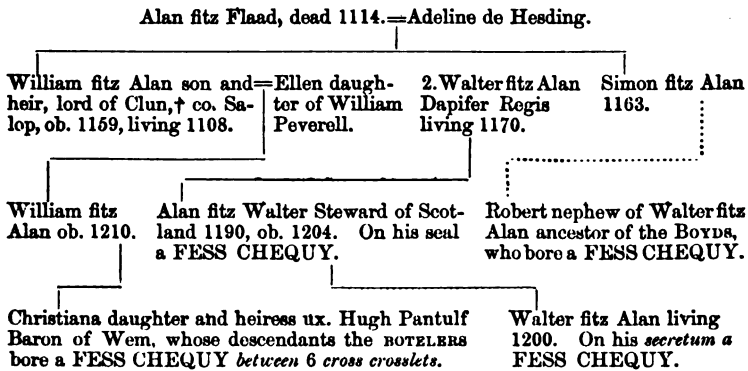 Alan fitz Flaad, dead 1114.=Adeline de Hesding.
William fitz Alan son and=Ellen daugh-
heir, lord of Clun,† co. Sa- ter of William
lop, ob. 1159, living 1108. Peverell.
2. Walter fitz Alan
Dapifer Regis
living 1170.
Simon fitz Alan
1163.
William fitz
Alan ob. 1210.
Alan fitz Walter Steward of Scot-
land 1190, ob. 1204. On his seal
a FESS CHEQUY.
Robert nephew of Walter fitz
Alan ancestor of the BOYDS,
who bore a FESS CHEQUY.
Christiana daughter and heiress ux. Hugh Pantulf
Baron of Wem, whose descendants the BOTELERS
bore a FESS CHEQUY between 6 cross crosslets.
Walter fitz Alan living
1200. On his secretum a
FESS CHEQUY.